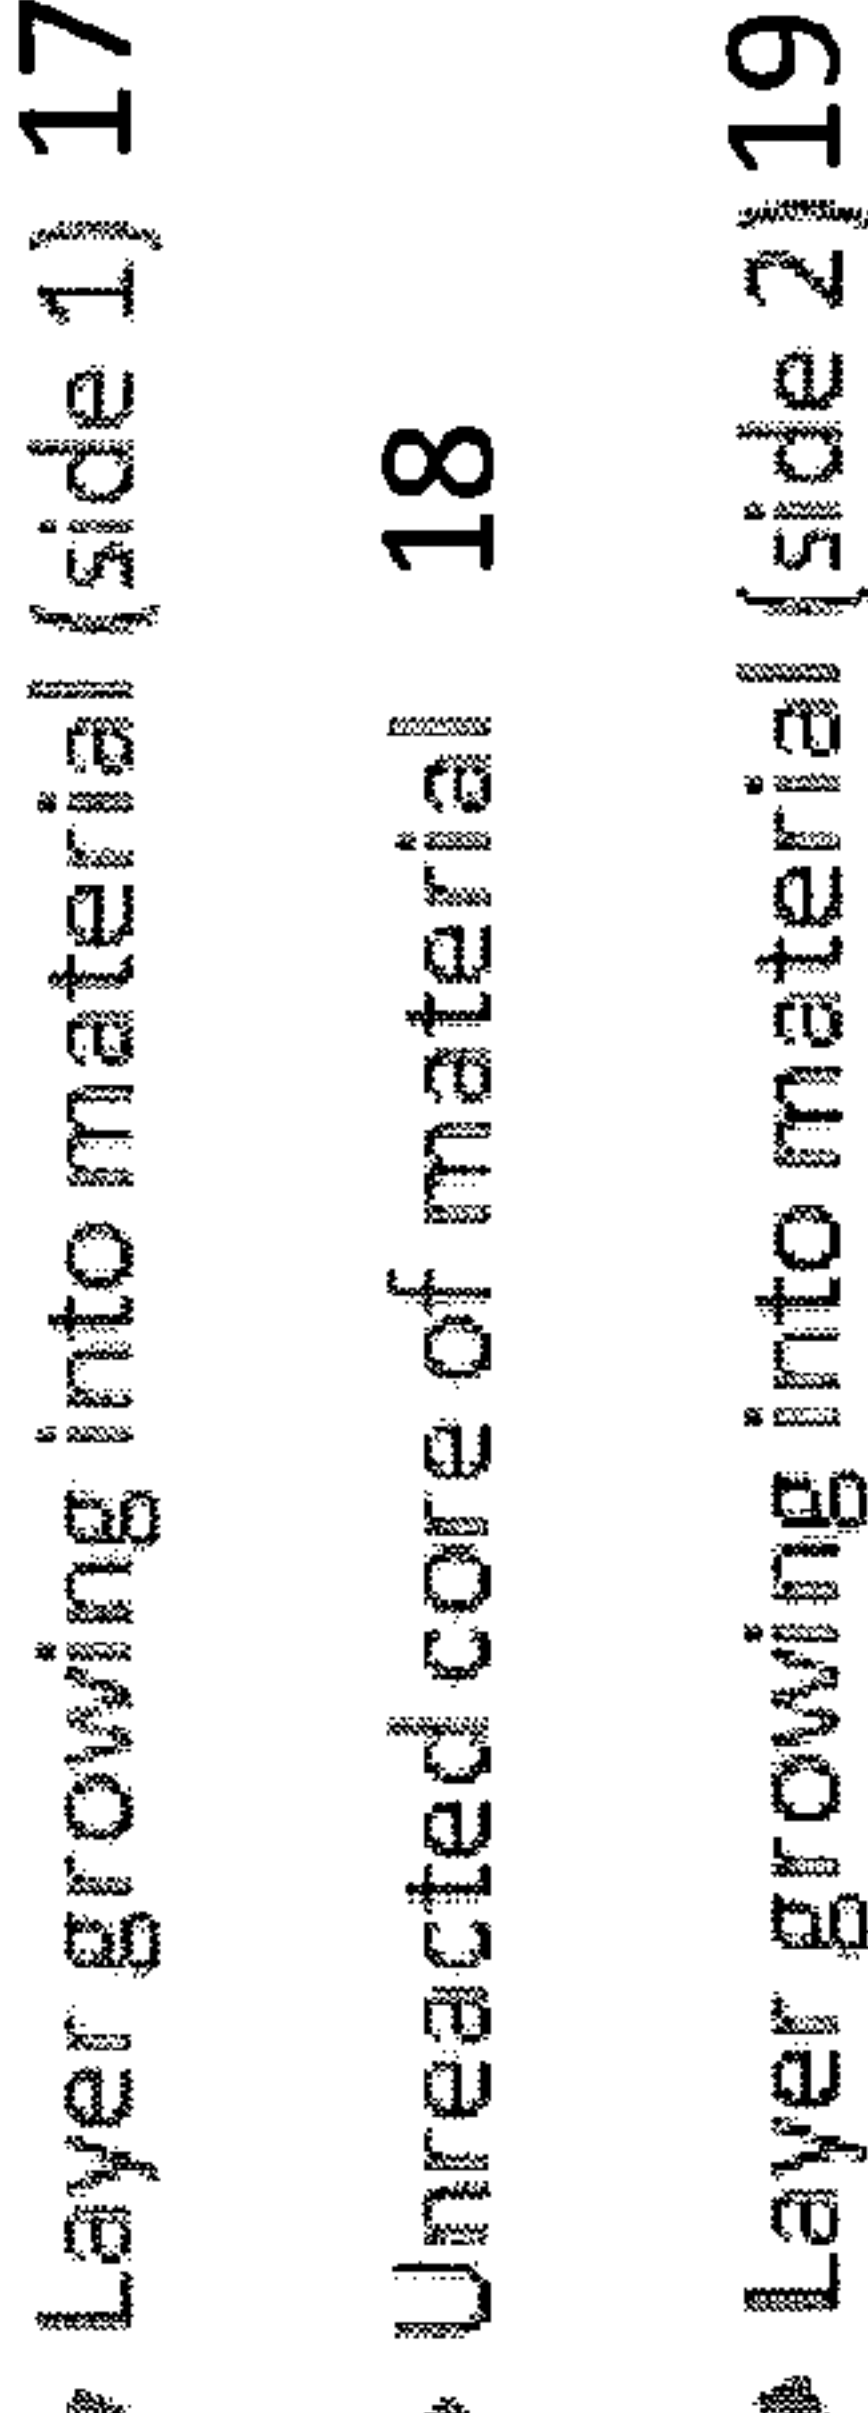 Layer growing into material (side 1) 17
Unreacted core of material 18
Layer growing into material (side 2) 19